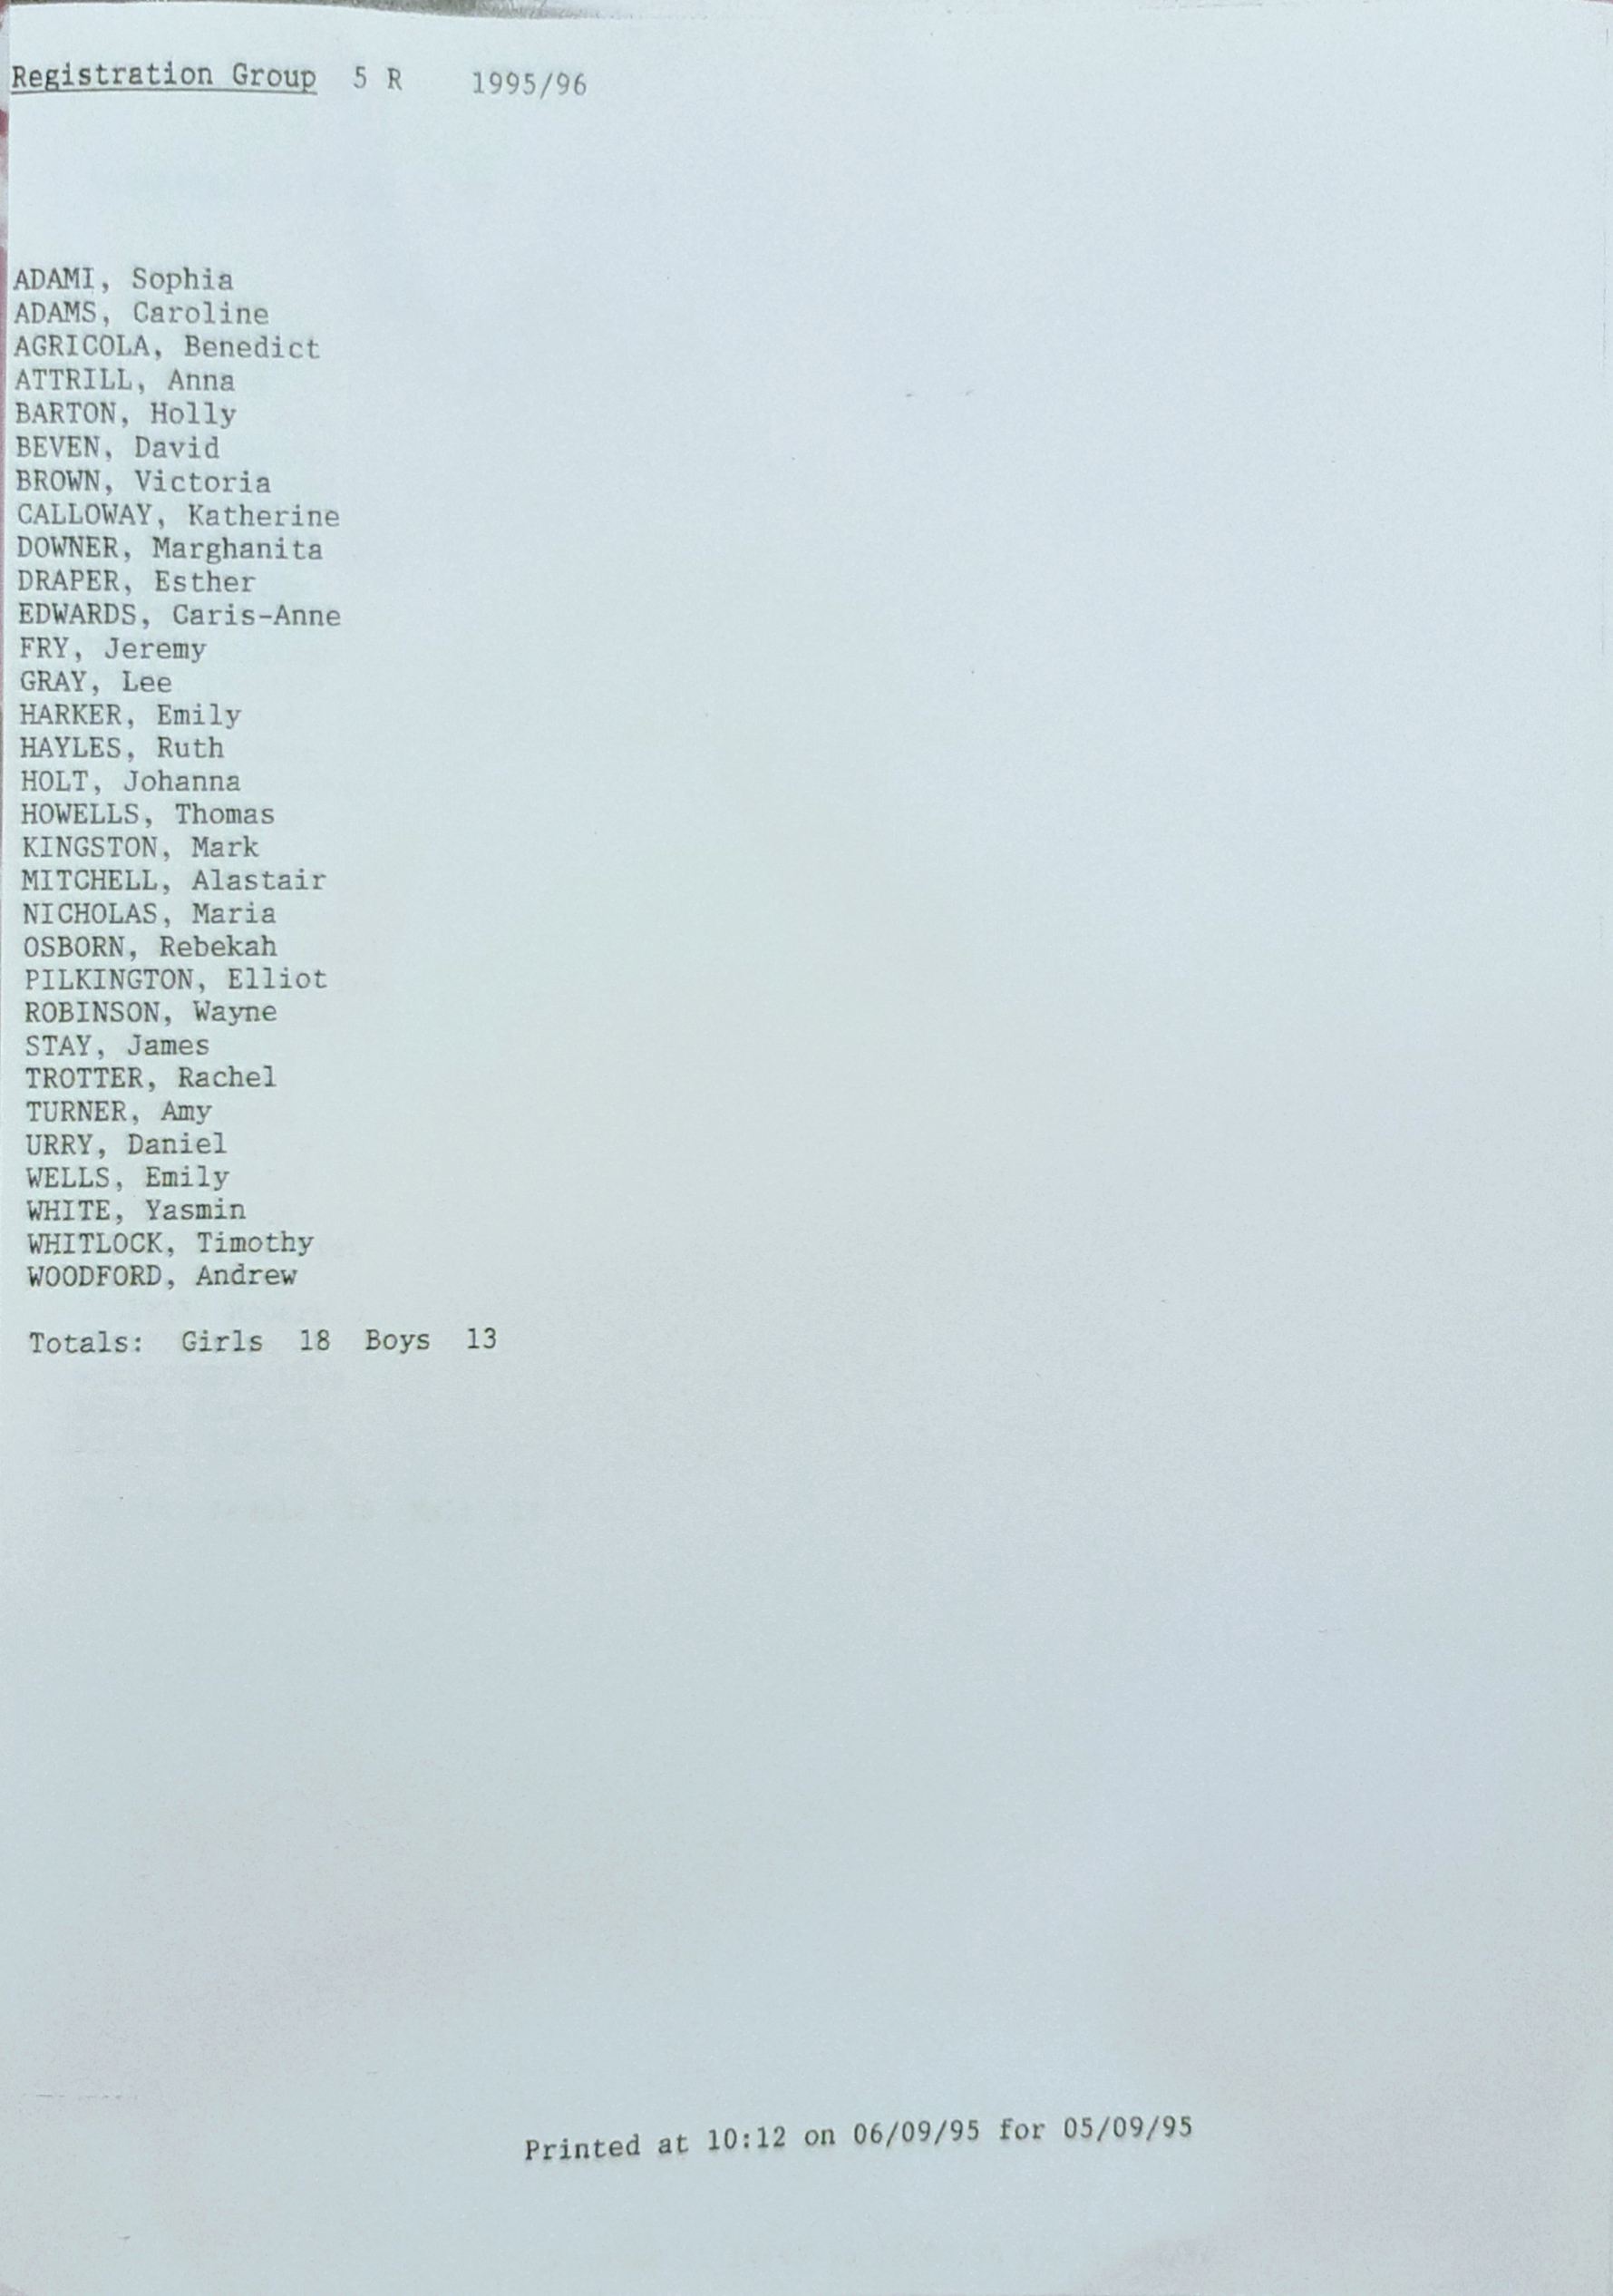 Registration Group 5 R 1995/96
ADAMI, Sophia
ADAMS, Caroline
AGRICOLA, Benedict
ATTRILL, Anna
BARTON, Holly
BEVEN, David
BROWN, Victoria
CALLOWAY, Katherine
DOWNER, Marghanita
DRAPER, Esther
EDWARDS, Caris-Anne
FRY, Jeremy
GRAY, Lee
HARKER, Emily
HAYLES, Ruth
HOLT, Johanna
HOWELLS, Thomas
KINGSTON, Mark
MITCHELL, Alastair
NICHOLAS, Maria
OSBORN, Rebekah
PILKINGTON, Elliot
ROBINSON, Wayne
STAY, James
TROTTER, Rachel
TURNER, Amy
URRY, Daniel
WELLS, Emily
WHITE, Yasmin
WHITLOCK, Timothy
WOODFORD, Andrew
Totals: Girls 18 Boys 13
Printed at 10:12 on 06/09/95 for 05/09/95